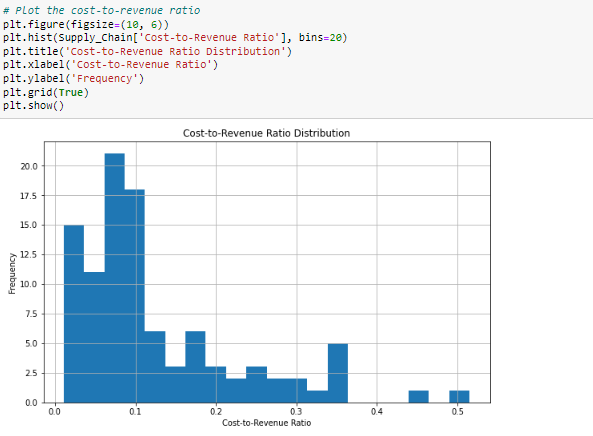 # Plot the cost-to-revenue ratio
plt.figure(figsize=(10, 6))
plt.hist(Supply_Chain['Cost-to-Revenue Ratio'], bins=20)
plt.title('Cost-to-Revenue Ratio Distribution')
plt.xlabel('Cost-to-Revenue Ratio')
plt.ylabel('Frequency')
plt.grid(True)
plt.show()
Cost-to-Revenue Ratio Distribution
20.0
17.5
15.0
12.5
10.0
7.5
5.0
2.5
0.0
Frequency
0.0 0.1 0.2 0.3 0.4 0.5
Cost-to-Revenue Ratio